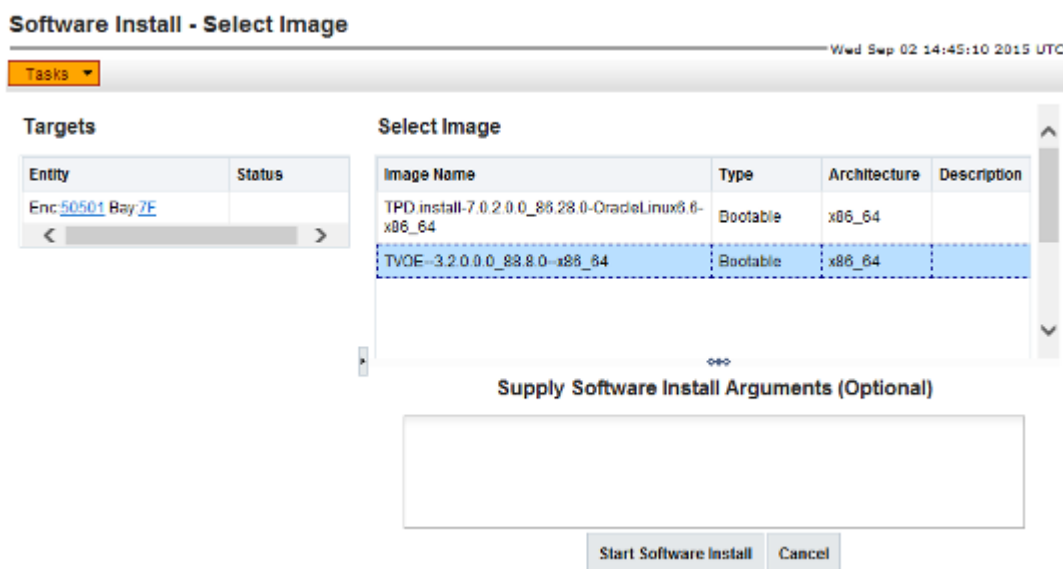 Software Install - Select Image
Wed Sep 02 14:45:10 2015 UTC
Tasks
Targets
Entity Status
Enc:50501 Bay:7F
Select Image
Image Name Type Architecture Description
TPD.install-7.0.2.0.0_86.28.0-OracleLinux6.6-
x86_64 Bootable x86_64
TVOE--3.2.0.0.0_88.8.0--x86_64 Bootable x86_64
Supply Software Install Arguments (Optional)
Start Software Install Cancel